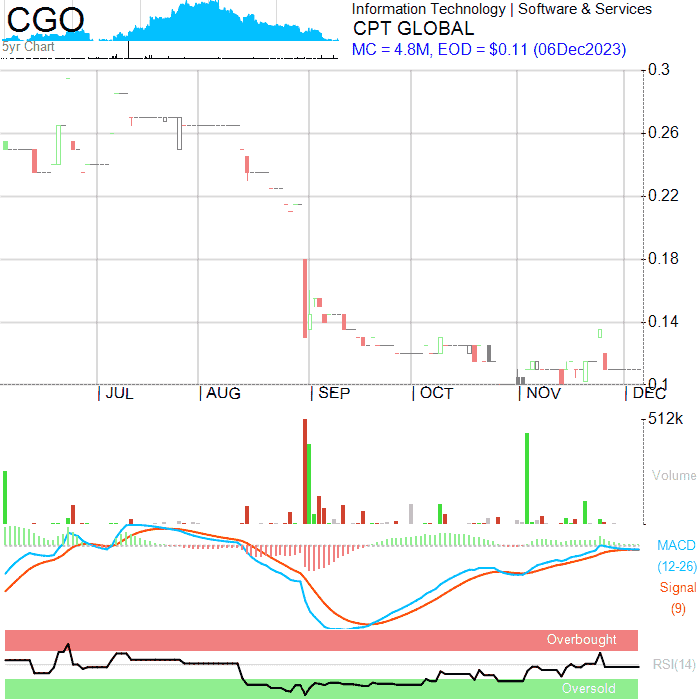 CGO
5yr Chart
Information Technology | Software & Services
CPT GLOBAL
MC = 4.8M, EOD = $0.11 (06Dec2023)
0.3
0.26
0.22
0.18
0.14
0.1
JUL
AUG
SEP
OCT
NOV
DEC
512k
Volume
MACD
(12-26)
Signal
(9)
Overbought
RSI(14)
Oversold